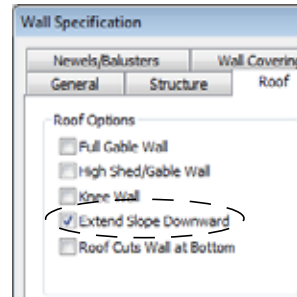 Wall Specification
Newels/Balusters Wall Covering
General Structure Roof
Roof Options
Full Gable Wall
High Shed/Gable Wall
Knee Wall
Extend Slope Downward
Roof Cuts Wall at Bottom